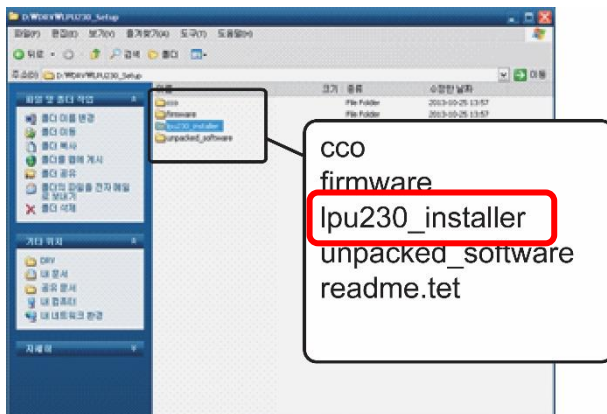 D:\DRV\LPU230_Setup
파일(F) 편집(E) 보기(V) 즐겨찾기(A) 도구(T) 도움말(H)
뒤로 검색 폴더
주소(D) D:\DRV\LPU230_Setup 이동
이름 크기 종류 수정한 날짜
cco File Folder 2013-10-25 13:57
firmware File Folder 2013-10-25 13:57
lpu230_installer
unpacked_software
파일 및 폴더 작업
폴더 이름 바꾸기
폴더 이동
폴더 복사
폴더를 웹에 게시
폴더 공유
폴더의 파일을 전자 메일로 보내기
폴더 삭제
기타 위치
DRV
내 문서
공유 문서
내 컴퓨터
내 네트워크 환경
자세히
cco
firmware
lpu230_installer
unpacked_software
readme.tet